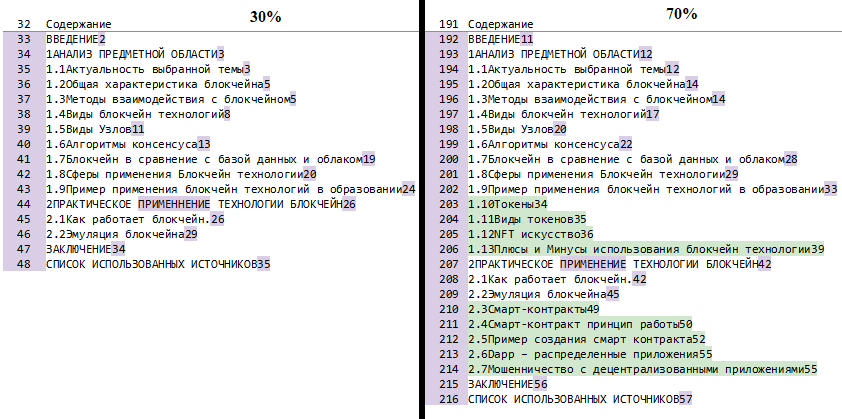 30%
32 Содержание
33 ВВЕДЕНИЕ2
34 1АНАЛИЗ ПРЕДМЕТНОЙ ОБЛАСТИ3
35 1.1Актуальность выбранной темы3
36 1.2Общая характеристика блокчейна5
37 1.3Методы взаимодействия с блокчейном5
38 1.4Виды блокчейн технологий8
39 1.5Виды Узлов11
40 1.6Алгоритмы консенсуса13
41 1.7Блокчейн в сравнение с базой данных и облаком19
42 1.8Сферы применения Блокчейн технологии20
43 1.9Пример применения блокчейн технологий в образовании24
44 2ПРАКТИЧЕСКОЕ ПРИМЕННЕНИЕ ТЕХНОЛОГИИ БЛОКЧЕЙН26
45 2.1Как работает блокчейн.26
46 2.2Эмуляция блокчейна29
47 ЗАКЛЮЧЕНИЕ34
48 СПИСОК ИСПОЛЬЗОВАННЫХ ИСТОЧНИКОВ35
70%
191 Содержание
192 ВВЕДЕНИЕ11
193 1АНАЛИЗ ПРЕДМЕТНОЙ ОБЛАСТИ12
194 1.1Актуальность выбранной темы12
195 1.2Общая характеристика блокчейна14
196 1.3Методы взаимодействия с блокчейном14
197 1.4Виды блокчейн технологий17
198 1.5Виды Узлов20
199 1.6Алгоритмы консенсуса22
200 1.7Блокчейн в сравнение с базой данных и облаком28
201 1.8Сферы применения Блокчейн технологии29
202 1.9Пример применения блокчейн технологий в образовании33
203 1.10Токены34
204 1.11Виды токенов35
205 1.12NFT искусство36
206 1.13Плюсы и Минусы использования блокчейн технологии39
207 2ПРАКТИЧЕСКОЕ ПРИМЕНЕНИЕ ТЕХНОЛОГИИ БЛОКЧЕЙН42
208 2.1Как работает блокчейн.42
209 2.2Эмуляция блокчейна45
210 2.3Смарт-контракты49
211 2.4Смарт-контракт принцип работы50
212 2.5Пример создания смарт контракта52
213 2.6Dapp – распределенные приложения55
214 2.7Мошенничество с децентрализованными приложениями55
215 ЗАКЛЮЧЕНИЕ56
216 СПИСОК ИСПОЛЬЗОВАННЫХ ИСТОЧНИКОВ57